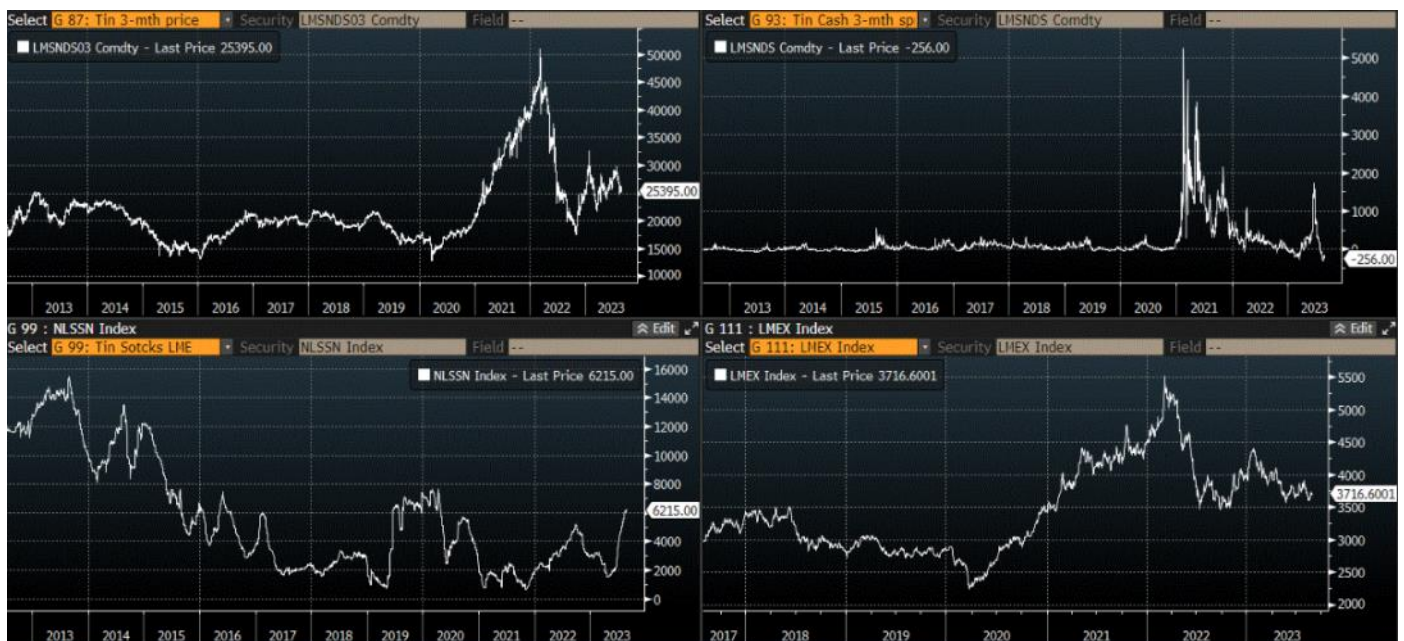 Select G 87: Tin 3-mth price Security LMSNDS03 Comdty Field --
LMSNDS03 Comdty - Last Price 25395.00
50000
45000
40000
35000
30000
25395.00
20000
15000
10000
2013 2014 2015 2016 2017 2018 2019 2020 2021 2022 2023
Select G 93: Tin Cash 3-mth sp Security LMSNDS Comdty Field --
LMSNDS Comdty - Last Price -256.00
5000
4000
3000
2000
1000
0
-256.00
2013 2014 2015 2016 2017 2018 2019 2020 2021 2022 2023
G 99 : NLSSN Index Edit
Select G 99: Tin Sotcks LME Security NLSSN Index Field --
NLSSN Index - Last Price 6215.00
16000
14000
12000
10000
8000
6215.00
4000
2000
0
2013 2014 2015 2016 2017 2018 2019 2020 2021 2022 2023
G 111 : LMEX Index Edit
Select G 111: LMEX Index Security LMEX Index Field --
LMEX Index - Last Price 3716.6001
5500
5000
4500
4000
3716.6001
3500
3000
2500
2000
2017 2018 2019 2020 2021 2022 2023